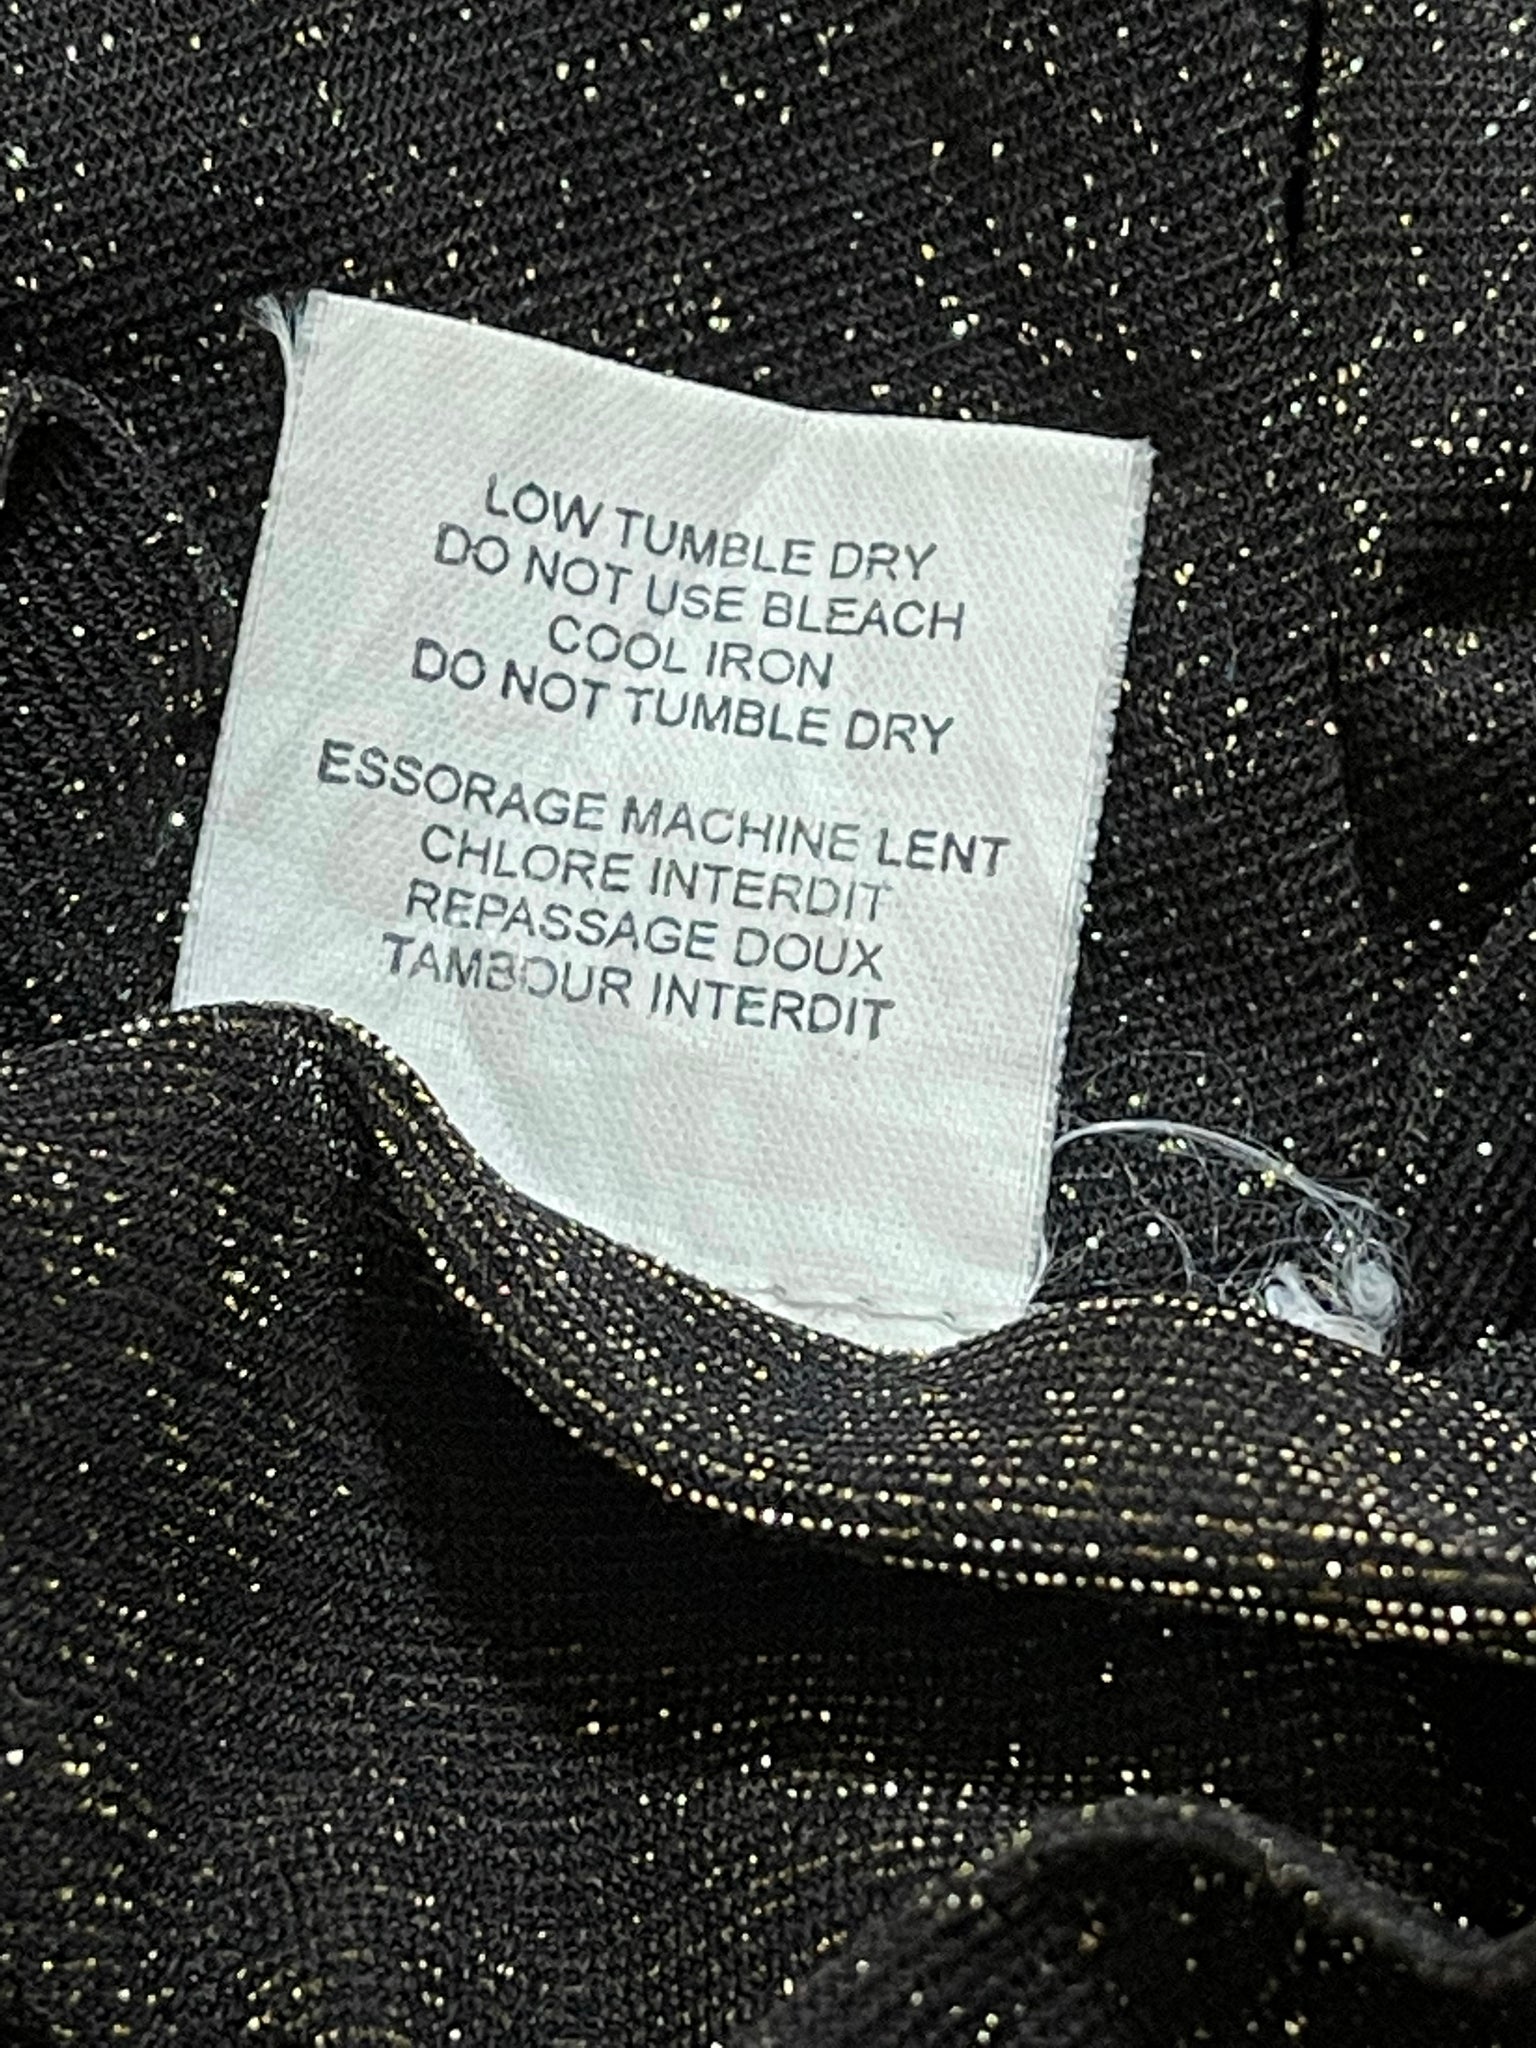 LOW TUMBLE DRY
DO NOT USE BLEACH
COOL IRON
DO NOT TUMBLE DRY
ESSORAGE MACHINE LENT
CHLORE INTERDIT
REPASSAGE DOUX
TAMBOUR INTERDIT